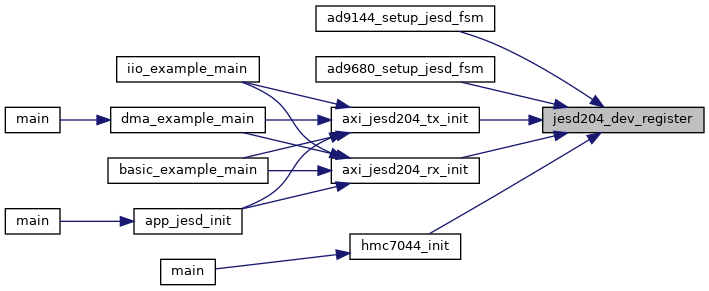 ad9144_setup_jesd_fsm
iio_example_main
ad9680_setup_jesd_fsm
main
dma_example_main
axi_jesd204_tx_init
jesd204_dev_register
basic_example_main
axi_jesd204_rx_init
main
app_jesd_init
hmc7044_init
main